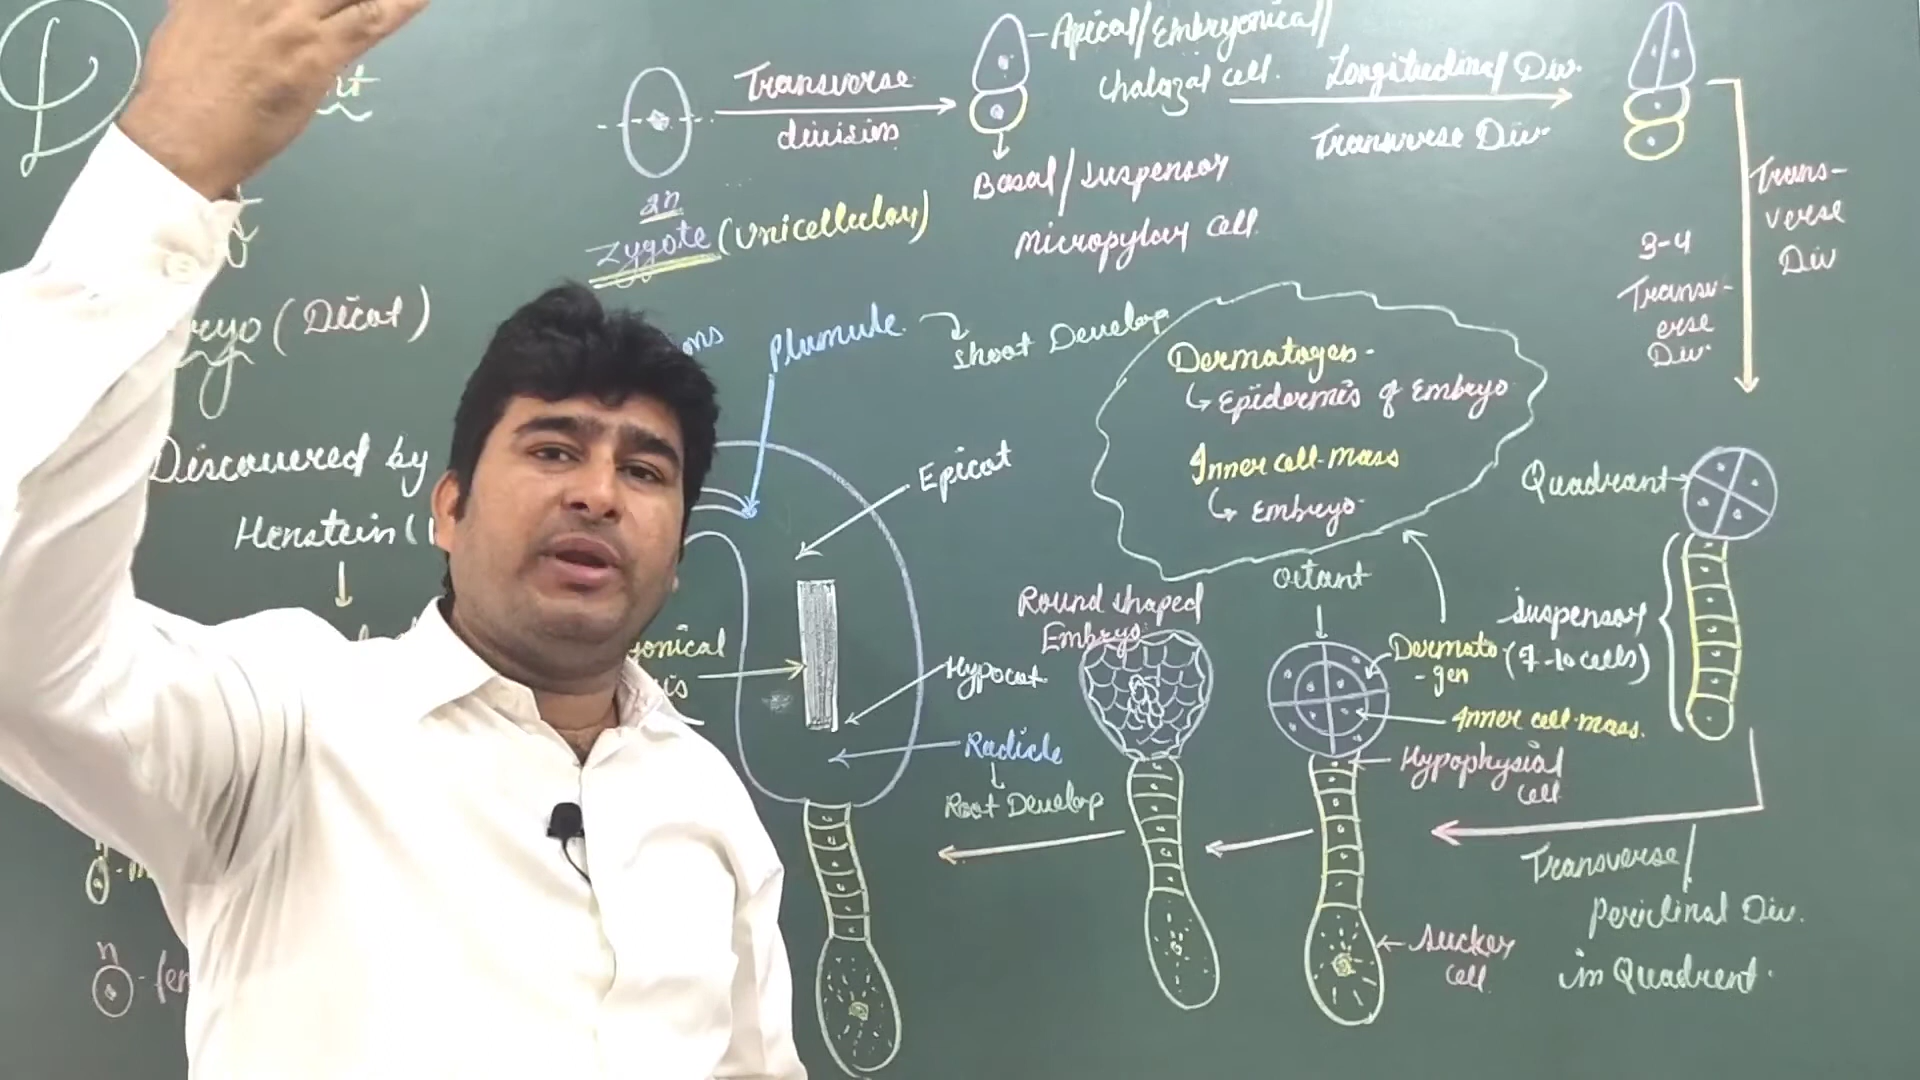 Transverse
division
2n
Zygote (Unicellular)
Apical/Embryonical/
Chalazal cell.
Basal/Suspensor
Micropylar cell
Longitudinal Div.
Transverse Div.
Trans-
verse
Div
3-4
Transv-
erse
Div.
(Dicot)
Discovered by
Henstein (
Plumule
Shoot Develop
Epicot
Hypocot.
Radicle
Root Develop
Dermatogen-
Epidermis of Embryo
Inner cell-mass
Embryo-
Quadrant
Suspensor
(7-10 cells)
Round shaped
Embryo
Octant
Dermato
-gen
Inner cell-mass.
Hypophysial
cell
Sucker
cell
Transverse/
Periclinal Div.
in Quadrent.
n